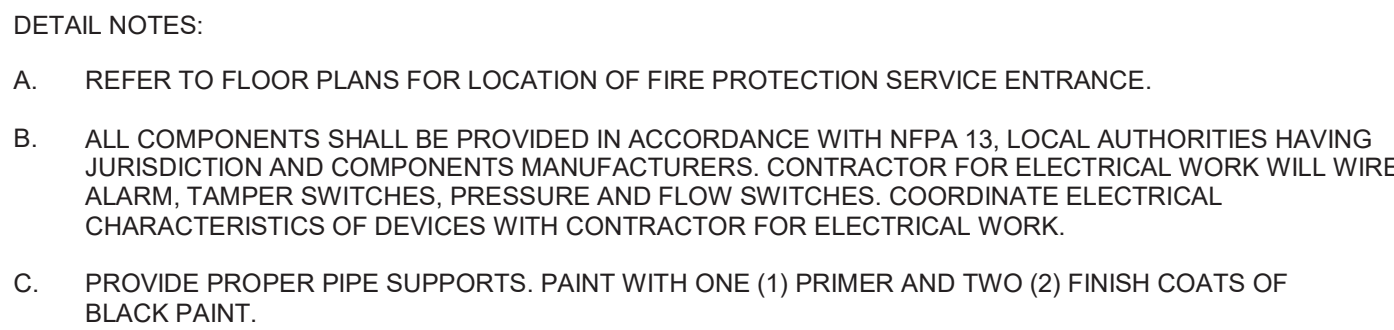 DETAIL NOTES:
A. REFER TO FLOOR PLANS FOR LOCATION OF FIRE PROTECTION SERVICE ENTRANCE.
B. ALL COMPONENTS SHALL BE PROVIDED IN ACCORDANCE WITH NFPA 13, LOCAL AUTHORITIES HAVING
JURISDICTION AND COMPONENTS MANUFACTURERS. CONTRACTOR FOR ELECTRICAL WORK WILL WIRE
ALARM, TAMPER SWITCHES, PRESSURE AND FLOW SWITCHES. COORDINATE ELECTRICAL
CHARACTERISTICS OF DEVICES WITH CONTRACTOR FOR ELECTRICAL WORK.
C. PROVIDE PROPER PIPE SUPPORTS. PAINT WITH ONE (1) PRIMER AND TWO (2) FINISH COATS OF
BLACK PAINT.